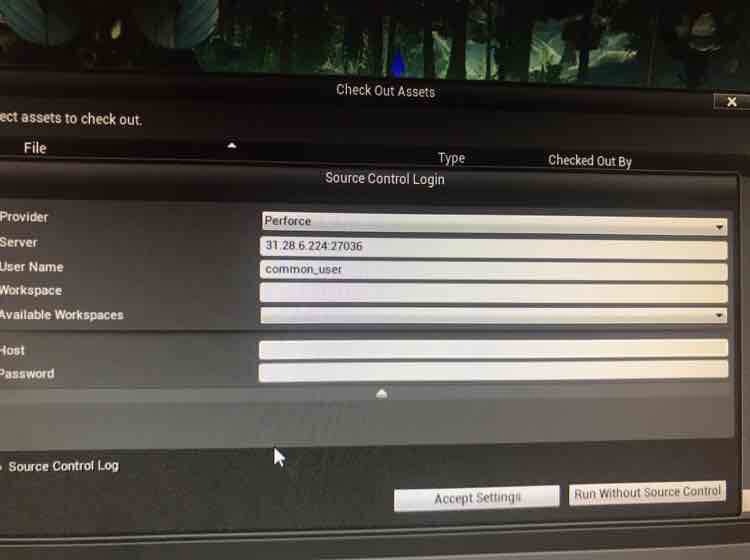 Check Out Assets
ect assets to check out.
File Type Checked Out By
Source Control Login
Provider Perforce
Server 31.28.6.224:27036
User Name common_user
Workspace
Available Workspaces
Host
Password
Source Control Log
Accept Settings Run Without Source Control